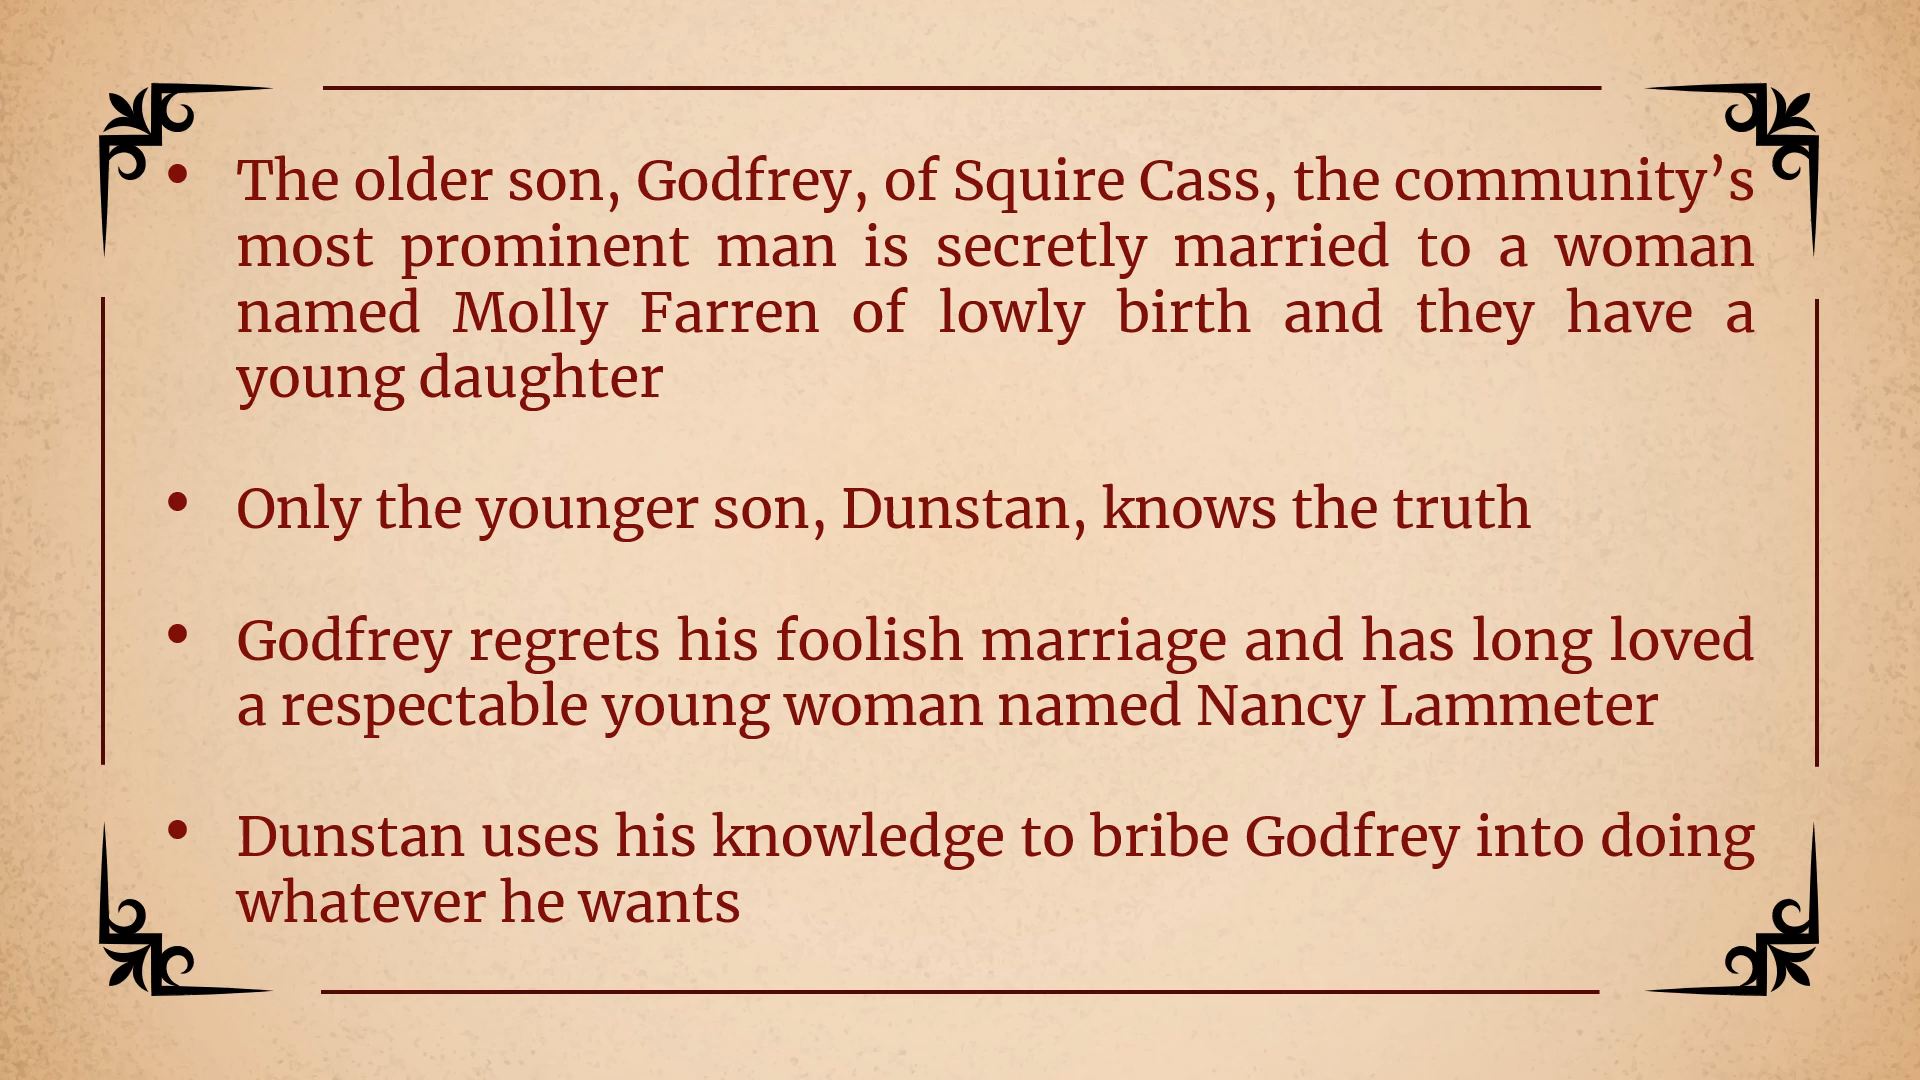 • The older son, Godfrey, of Squire Cass, the community’s
most prominent man is secretly married to a woman
named Molly Farren of lowly birth and they have a
young daughter
• Only the younger son, Dunstan, knows the truth
• Godfrey regrets his foolish marriage and has long loved
a respectable young woman named Nancy Lammeter
• Dunstan uses his knowledge to bribe Godfrey into doing
whatever he wants